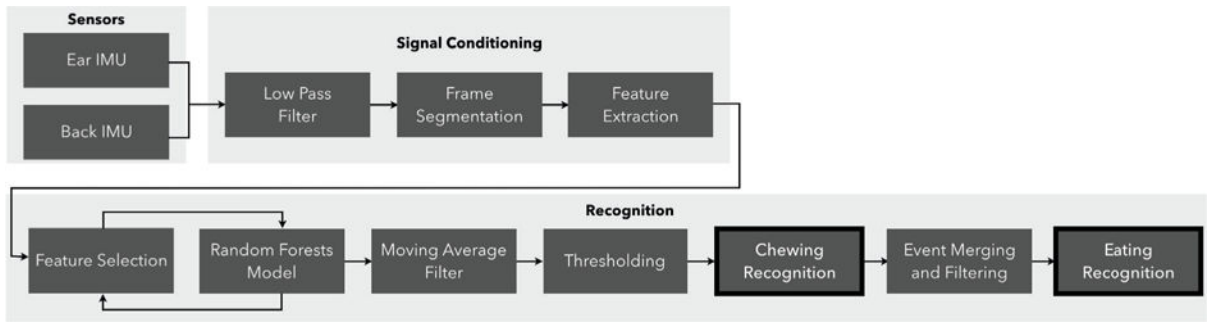 Sensors
Ear IMU
Back IMU
Signal Conditioning
Low Pass
Filter
Frame
Segmentation
Feature
Extraction
Recognition
Feature Selection
Random Forests
Model
Moving Average
Filter
Thresholding
Chewing
Recognition
Event Merging
and Filtering
Eating
Recognition